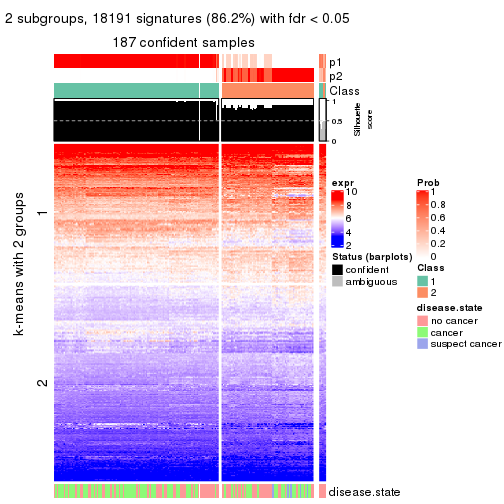 2 subgroups, 18191 signatures (86.2%) with fdr < 0.05
187 confident samples
p1
p2
Class
1
0.5
0
Silhouette
score
k-means with 2 groups
1
2
expr
10
8
6
4
2
Status (barplots)
confident
ambiguous
Prob
1
0.8
0.6
0.4
0.2
0
Class
1
2
disease.state
no cancer
cancer
suspect cancer
disease.state